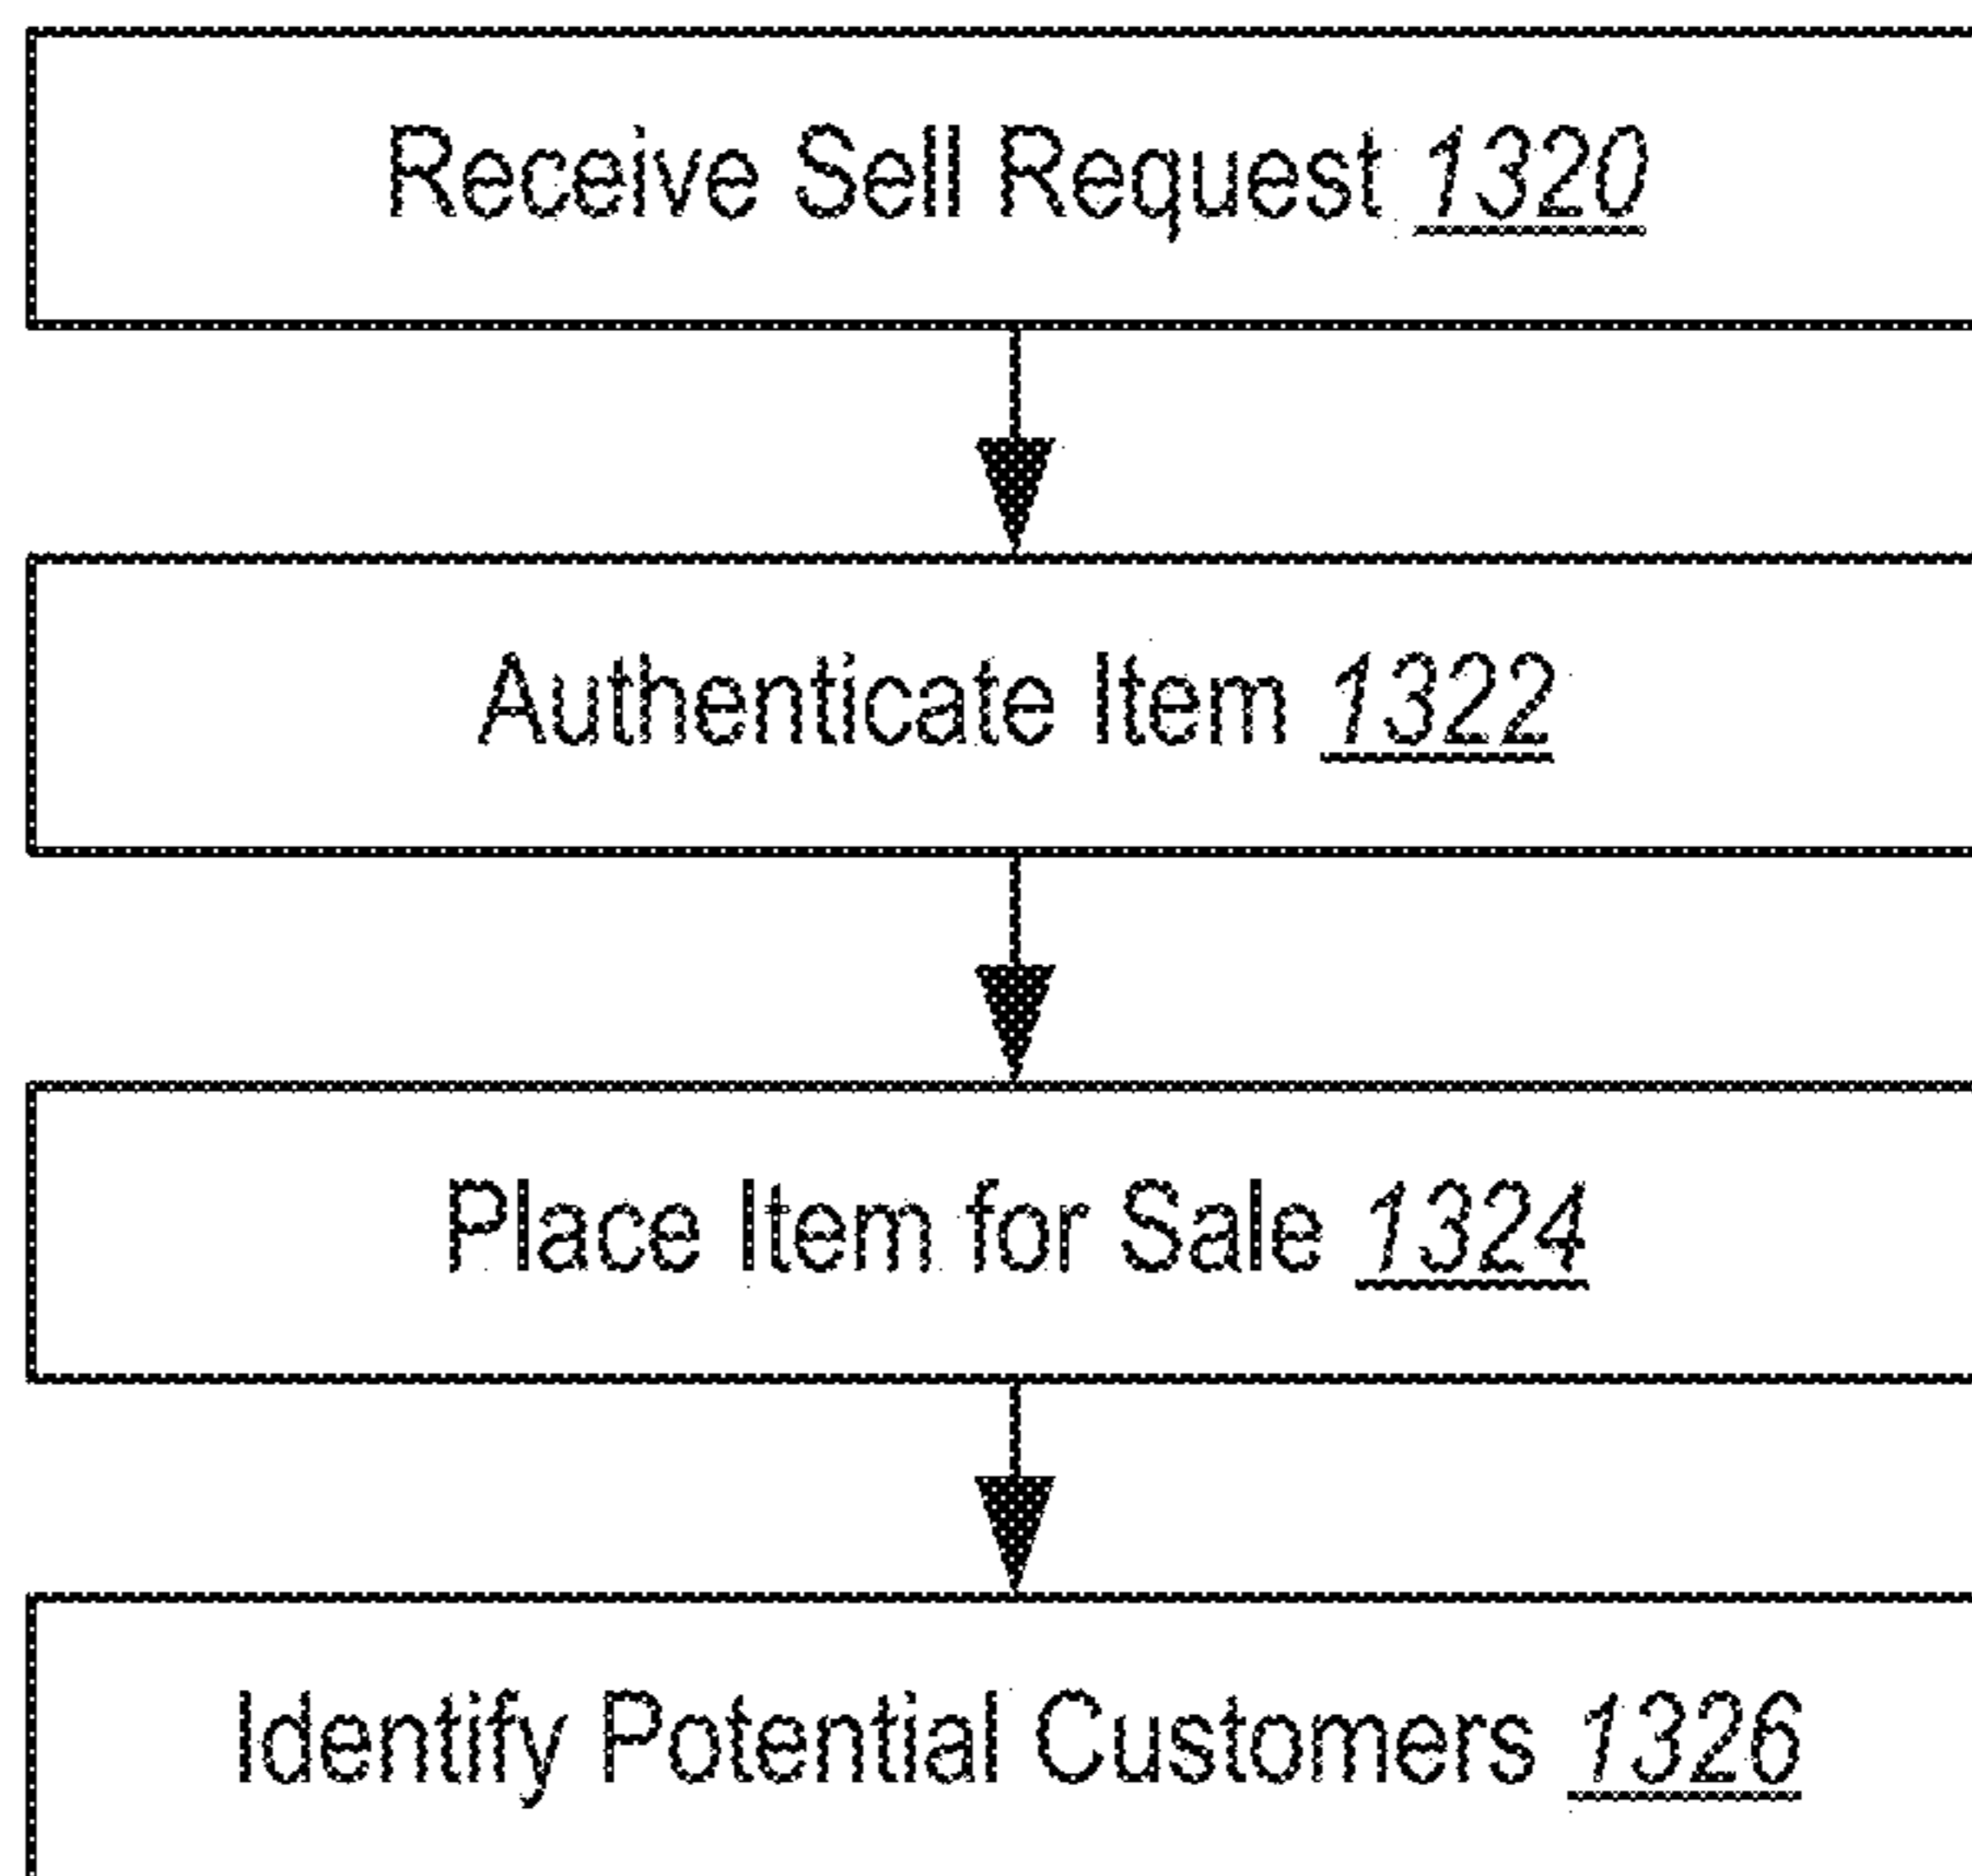 Receive Sell Request 1320
Authenticate Item 1322
Place Item for Sale 1324
Identify Potential Customers 1326